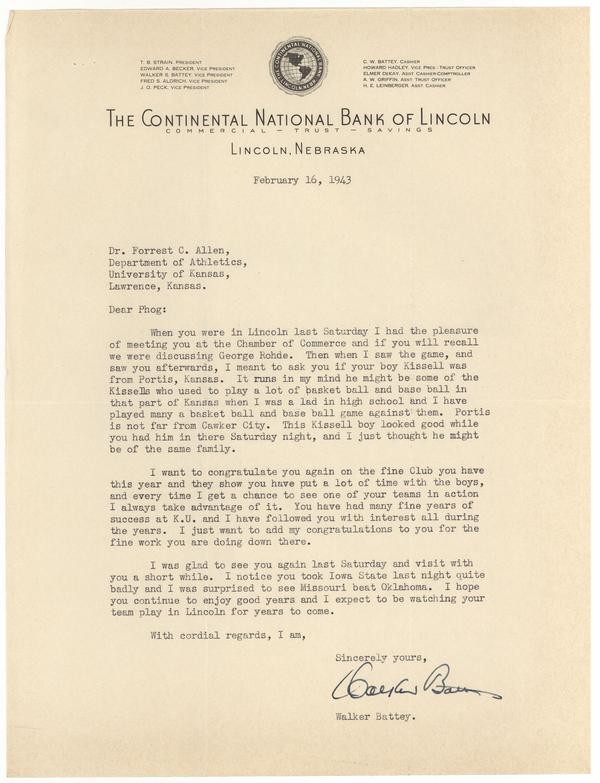 T. B. STRAIN, PRESIDENT
EDWARD A. BECKER, VICE PRESIDENT
WALKER S. BATTEY, VICE PRESIDENT
FRED S. ALDRICH, VICE PRESIDENT
J. O. PECK, VICE PRESIDENT
C. W. BATTEY, CASHIER
HOWARD HADLEY, VICE PRES - TRUST OFFICER
ELMER DEKAY, ASST CASHIER-COMPTROLLER
A. W. GRIFFIN, ASST TRUST OFFICER
H. E. LEINBERGER, ASST CASHIER
THE CONTINENTAL NATIONAL BANK OF LINCOLN
COMMERCIAL - TRUST - SAVINGS
LINCOLN, NEBRASKA
February 16, 1943
Dr. Forrest C. Allen,
Department of Athletics,
University of Kansas,
Lawrence, Kansas.
Dear Phog:
When you were in Lincoln last Saturday I had the pleasure
of meeting you at the Chamber of Commerce and if you will recall
we were discussing George Rohde. Then when I saw the game, and
saw you afterwards, I meant to ask you if your boy Kissell was
from Portis, Kansas. It runs in my mind he might be some of the
Kissells who used to play a lot of basket ball and base ball in
that part of Kansas when I was a lad in high school and I have
played many a basket ball and base ball game against them. Portis
is not far from Cawker City. This Kissell boy looked good while
you had him in there Saturday night, and I just thought he might
be of the same family.
I want to congratulate you again on the fine Club you have
this year and they show you have put a lot of time with the boys,
and every time I get a chance to see one of your teams in action
I always take advantage of it. You have had many fine years of
success at K.U. and I have followed you with interest all during
the years. I just want to add my congratulations to you for the
fine work you are doing down there.
I was glad to see you again last Saturday and visit with
you a short while. I notice you took Iowa State last night quite
badly and I was surprised to see Missouri beat Oklahoma. I hope
you continue to enjoy good years and I expect to be watching your
team play in Lincoln for years to come.
With cordial regards, I am,
Sincerely yours,
Walker Battey
Walker Battey.